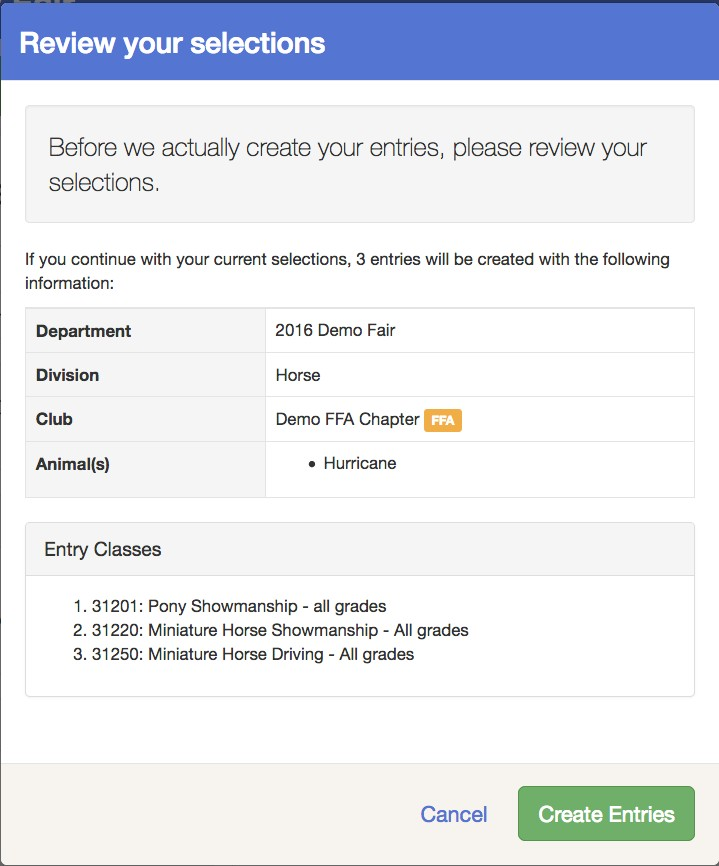 Review your selections
Before we actually create your entries, please review your
selections.
If you continue with your current selections, 3 entries will be created with the following
information:
Department 2016 Demo Fair
Division Horse
Club Demo FFA Chapter FFA
Animal(s) • Hurricane
Entry Classes
1. 31201: Pony Showmanship - all grades
2. 31220: Miniature Horse Showmanship - All grades
3. 31250: Miniature Horse Driving - All grades
Cancel Create Entries